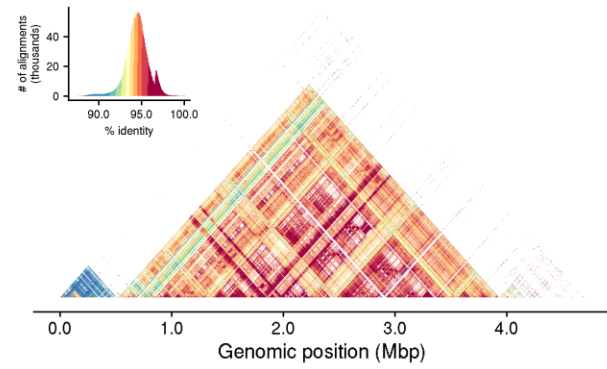 # of alignments
(thousands)
40
20
0
90.0 95.0 100.0
% identity
0.0 1.0 2.0 3.0 4.0
Genomic position (Mbp)